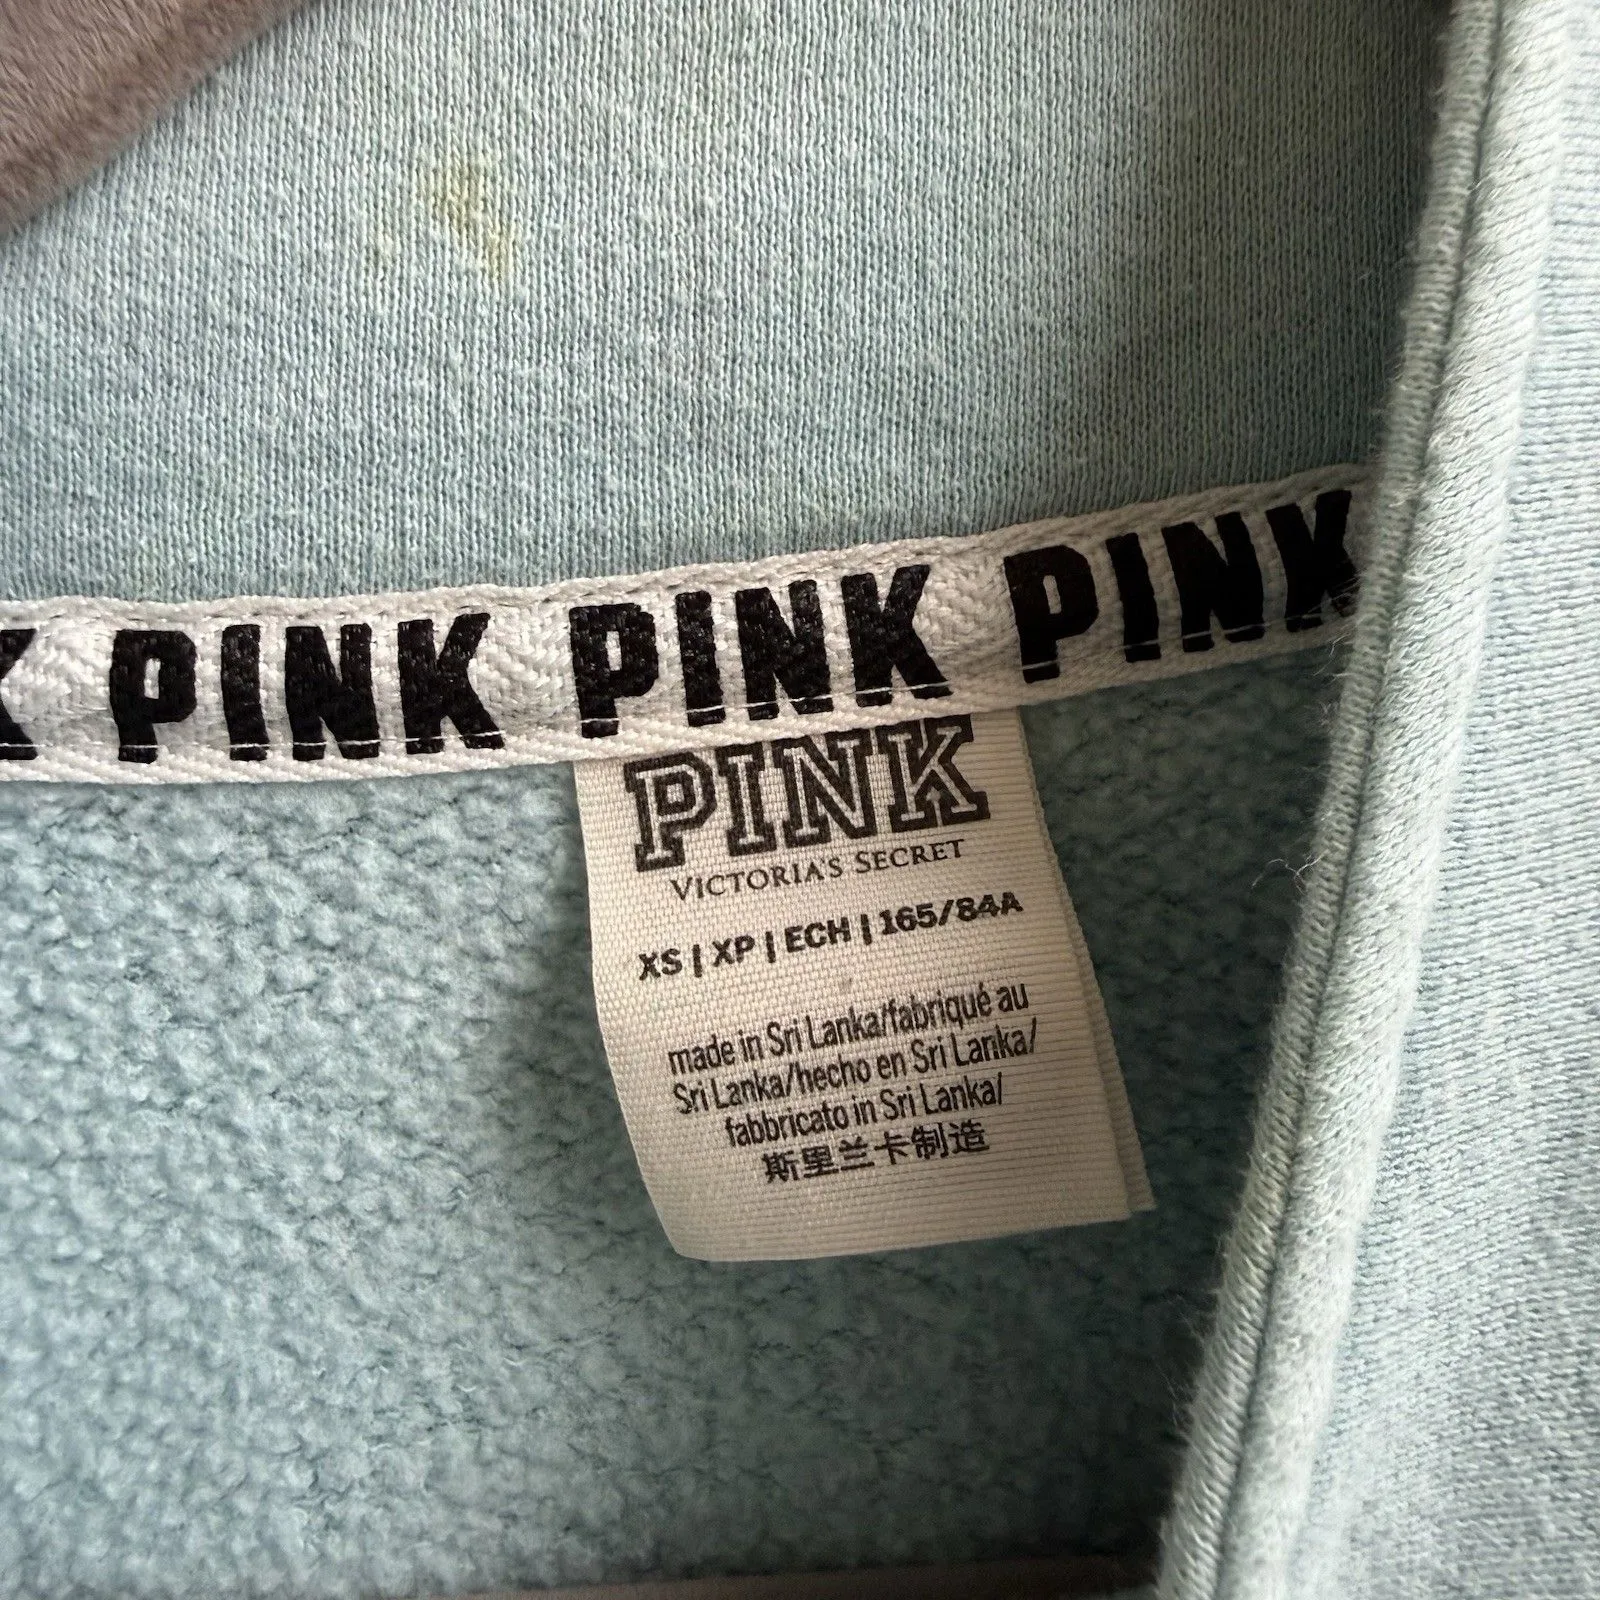 K PINK PINK PINK
PINK
VICTORIA'S SECRET
XS | XP | ECH | 165/84A
made in Sri Lanka/fabriqué au
Sri Lanka/hecho en Sri Lanka/
fabbricato in Sri Lanka/
斯里兰卡制造